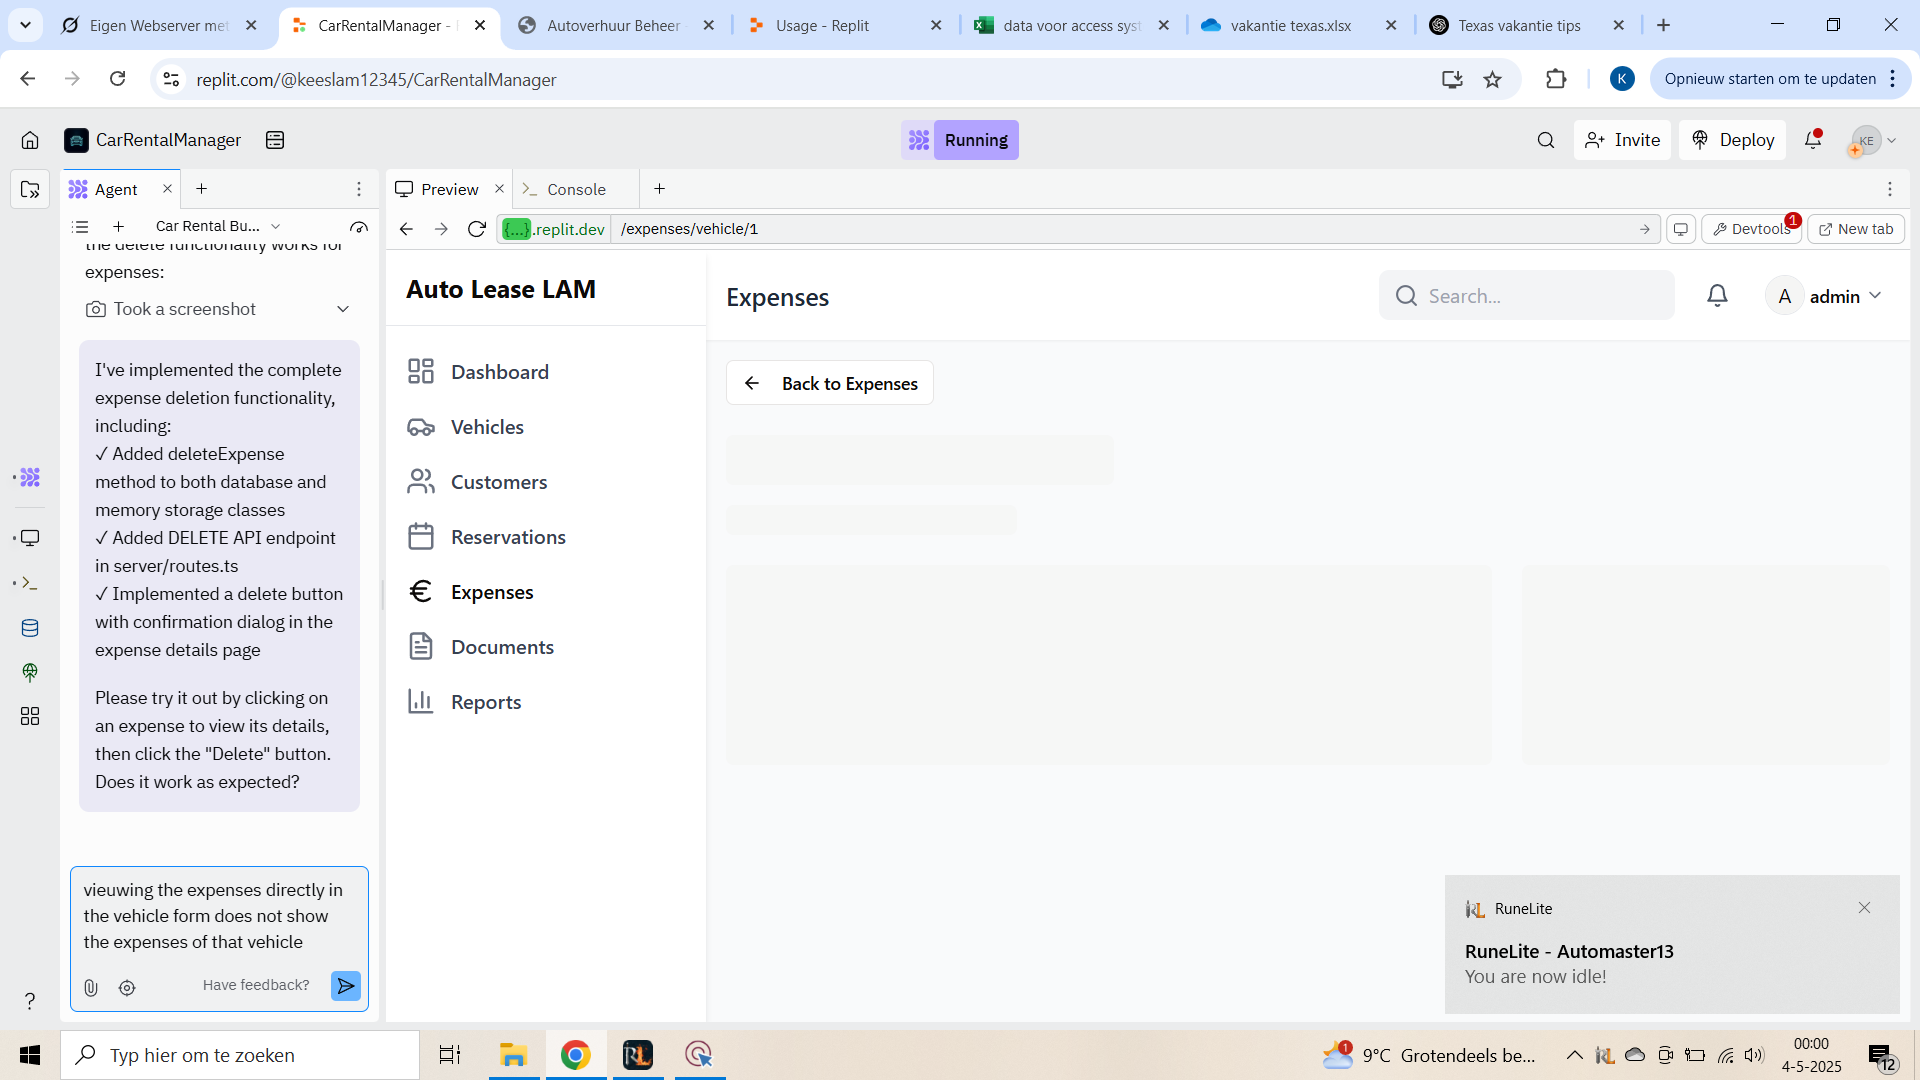 Eigen Webserver met
CarRentalManager - 
Autoverhuur Beheer
Usage - Replit
data voor access syst
vakantie texas.xlsx
Texas vakantie tips
replit.com/@keeslam12345/CarRentalManager
K
Opnieuw starten om te updaten
CarRentalManager
Running
Invite
Deploy
KE
Agent
Preview
Console
Car Rental Bu...
{...}.replit.dev
/expenses/vehicle/1
Devtools
1
New tab
the delete functionality works for
expenses:
Took a screenshot
I've implemented the complete
expense deletion functionality,
including:
✓ Added deleteExpense
method to both database and
memory storage classes
✓ Added DELETE API endpoint
in server/routes.ts
✓ Implemented a delete button
with confirmation dialog in the
expense details page
Please try it out by clicking on
an expense to view its details,
then click the "Delete" button.
Does it work as expected?
vieuwing the expenses directly in
the vehicle form does not show
the expenses of that vehicle
Have feedback?
?
Auto Lease LAM
Dashboard
Vehicles
Customers
Reservations
Expenses
Documents
Reports
Expenses
Search...
A
admin
Back to Expenses
RL RuneLite
RuneLite - Automaster13
You are now idle!
Typ hier om te zoeken
RL
1
9°C Grotendeels be...
RL
00:00
4-5-2025
12